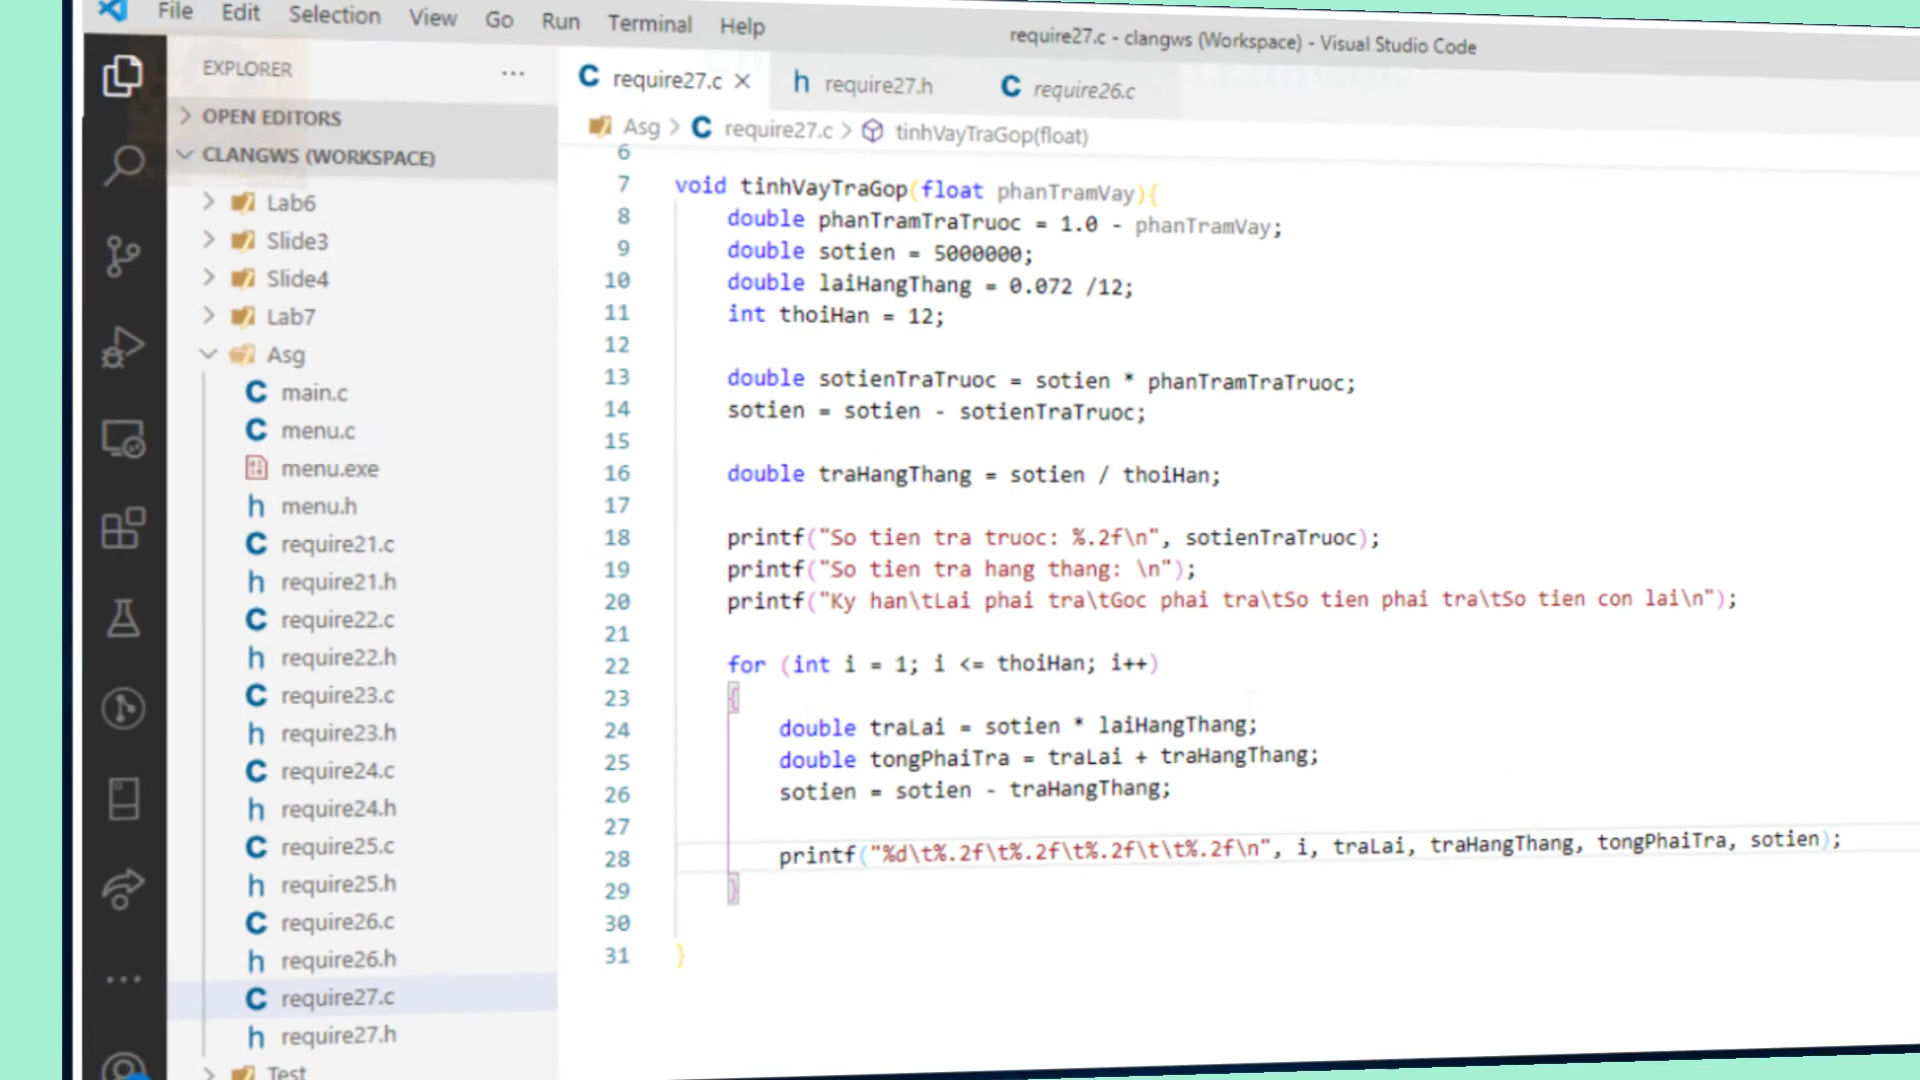 File Edit Selection View Go Run Terminal Help
require27.c - clangws (Workspace) - Visual Studio Code
EXPLORER ...
OPEN EDITORS
CLANGWS (WORKSPACE)
Lab6
Slide3
Slide4
Lab7
Asg
C main.c
C menu.c
menu.exe
h menu.h
C require21.c
h require21.h
C require22.c
h require22.h
C require23.c
h require23.h
C require24.c
h require24.h
C require25.c
h require25.h
C require26.c
h require26.h
C require27.c
h require27.h
Test
C require27.c × h require27.h C require26.c
Asg > C require27.c > tinhVayTraGop(float)
6
7 void tinhVayTraGop(float phanTramVay){
8 double phanTramTraTruoc = 1.0 - phanTramVay;
9 double sotien = 5000000;
10 double laiHangThang = 0.072 /12;
11 int thoiHan = 12;
12
13 double sotienTraTruoc = sotien * phanTramTraTruoc;
14 sotien = sotien - sotienTraTruoc;
15
16 double traHangThang = sotien / thoiHan;
17
18 printf("So tien tra truoc: %.2f\n", sotienTraTruoc);
19 printf("So tien tra hang thang: \n");
20 printf("Ky han\tLai phai tra\tGoc phai tra\tSo tien phai tra\tSo tien con lai\n");
21
22 for (int i = 1; i <= thoiHan; i++)
23 {
24 double traLai = sotien * laiHangThang;
25 double tongPhaiTra = traLai + traHangThang;
26 sotien = sotien - traHangThang;
27
28 printf("%d\t%.2f\t%.2f\t%.2f\t\t%.2f\n", i, traLai, traHangThang, tongPhaiTra, sotien);
29 }
30
31 }